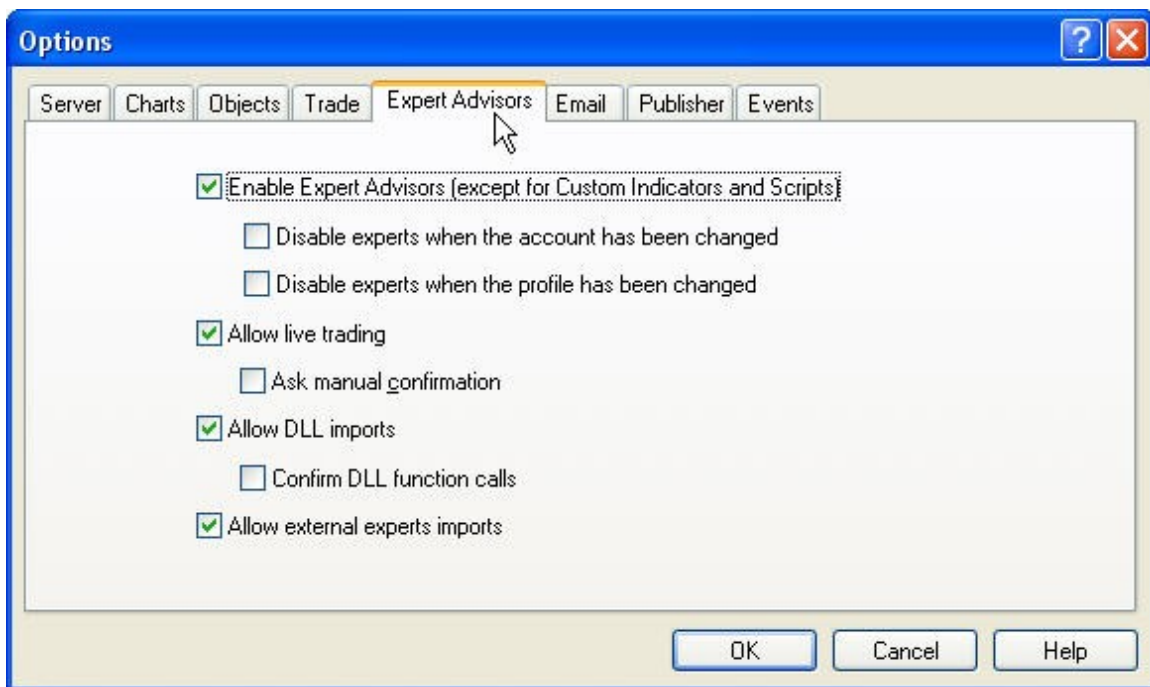 Options
Server Charts Objects Trade Expert Advisors Email Publisher Events
Enable Expert Advisors (except for Custom Indicators and Scripts)
Disable experts when the account has been changed
Disable experts when the profile has been changed
Allow live trading
Ask manual confirmation
Allow DLL imports
Confirm DLL function calls
Allow external experts imports
OK Cancel Help